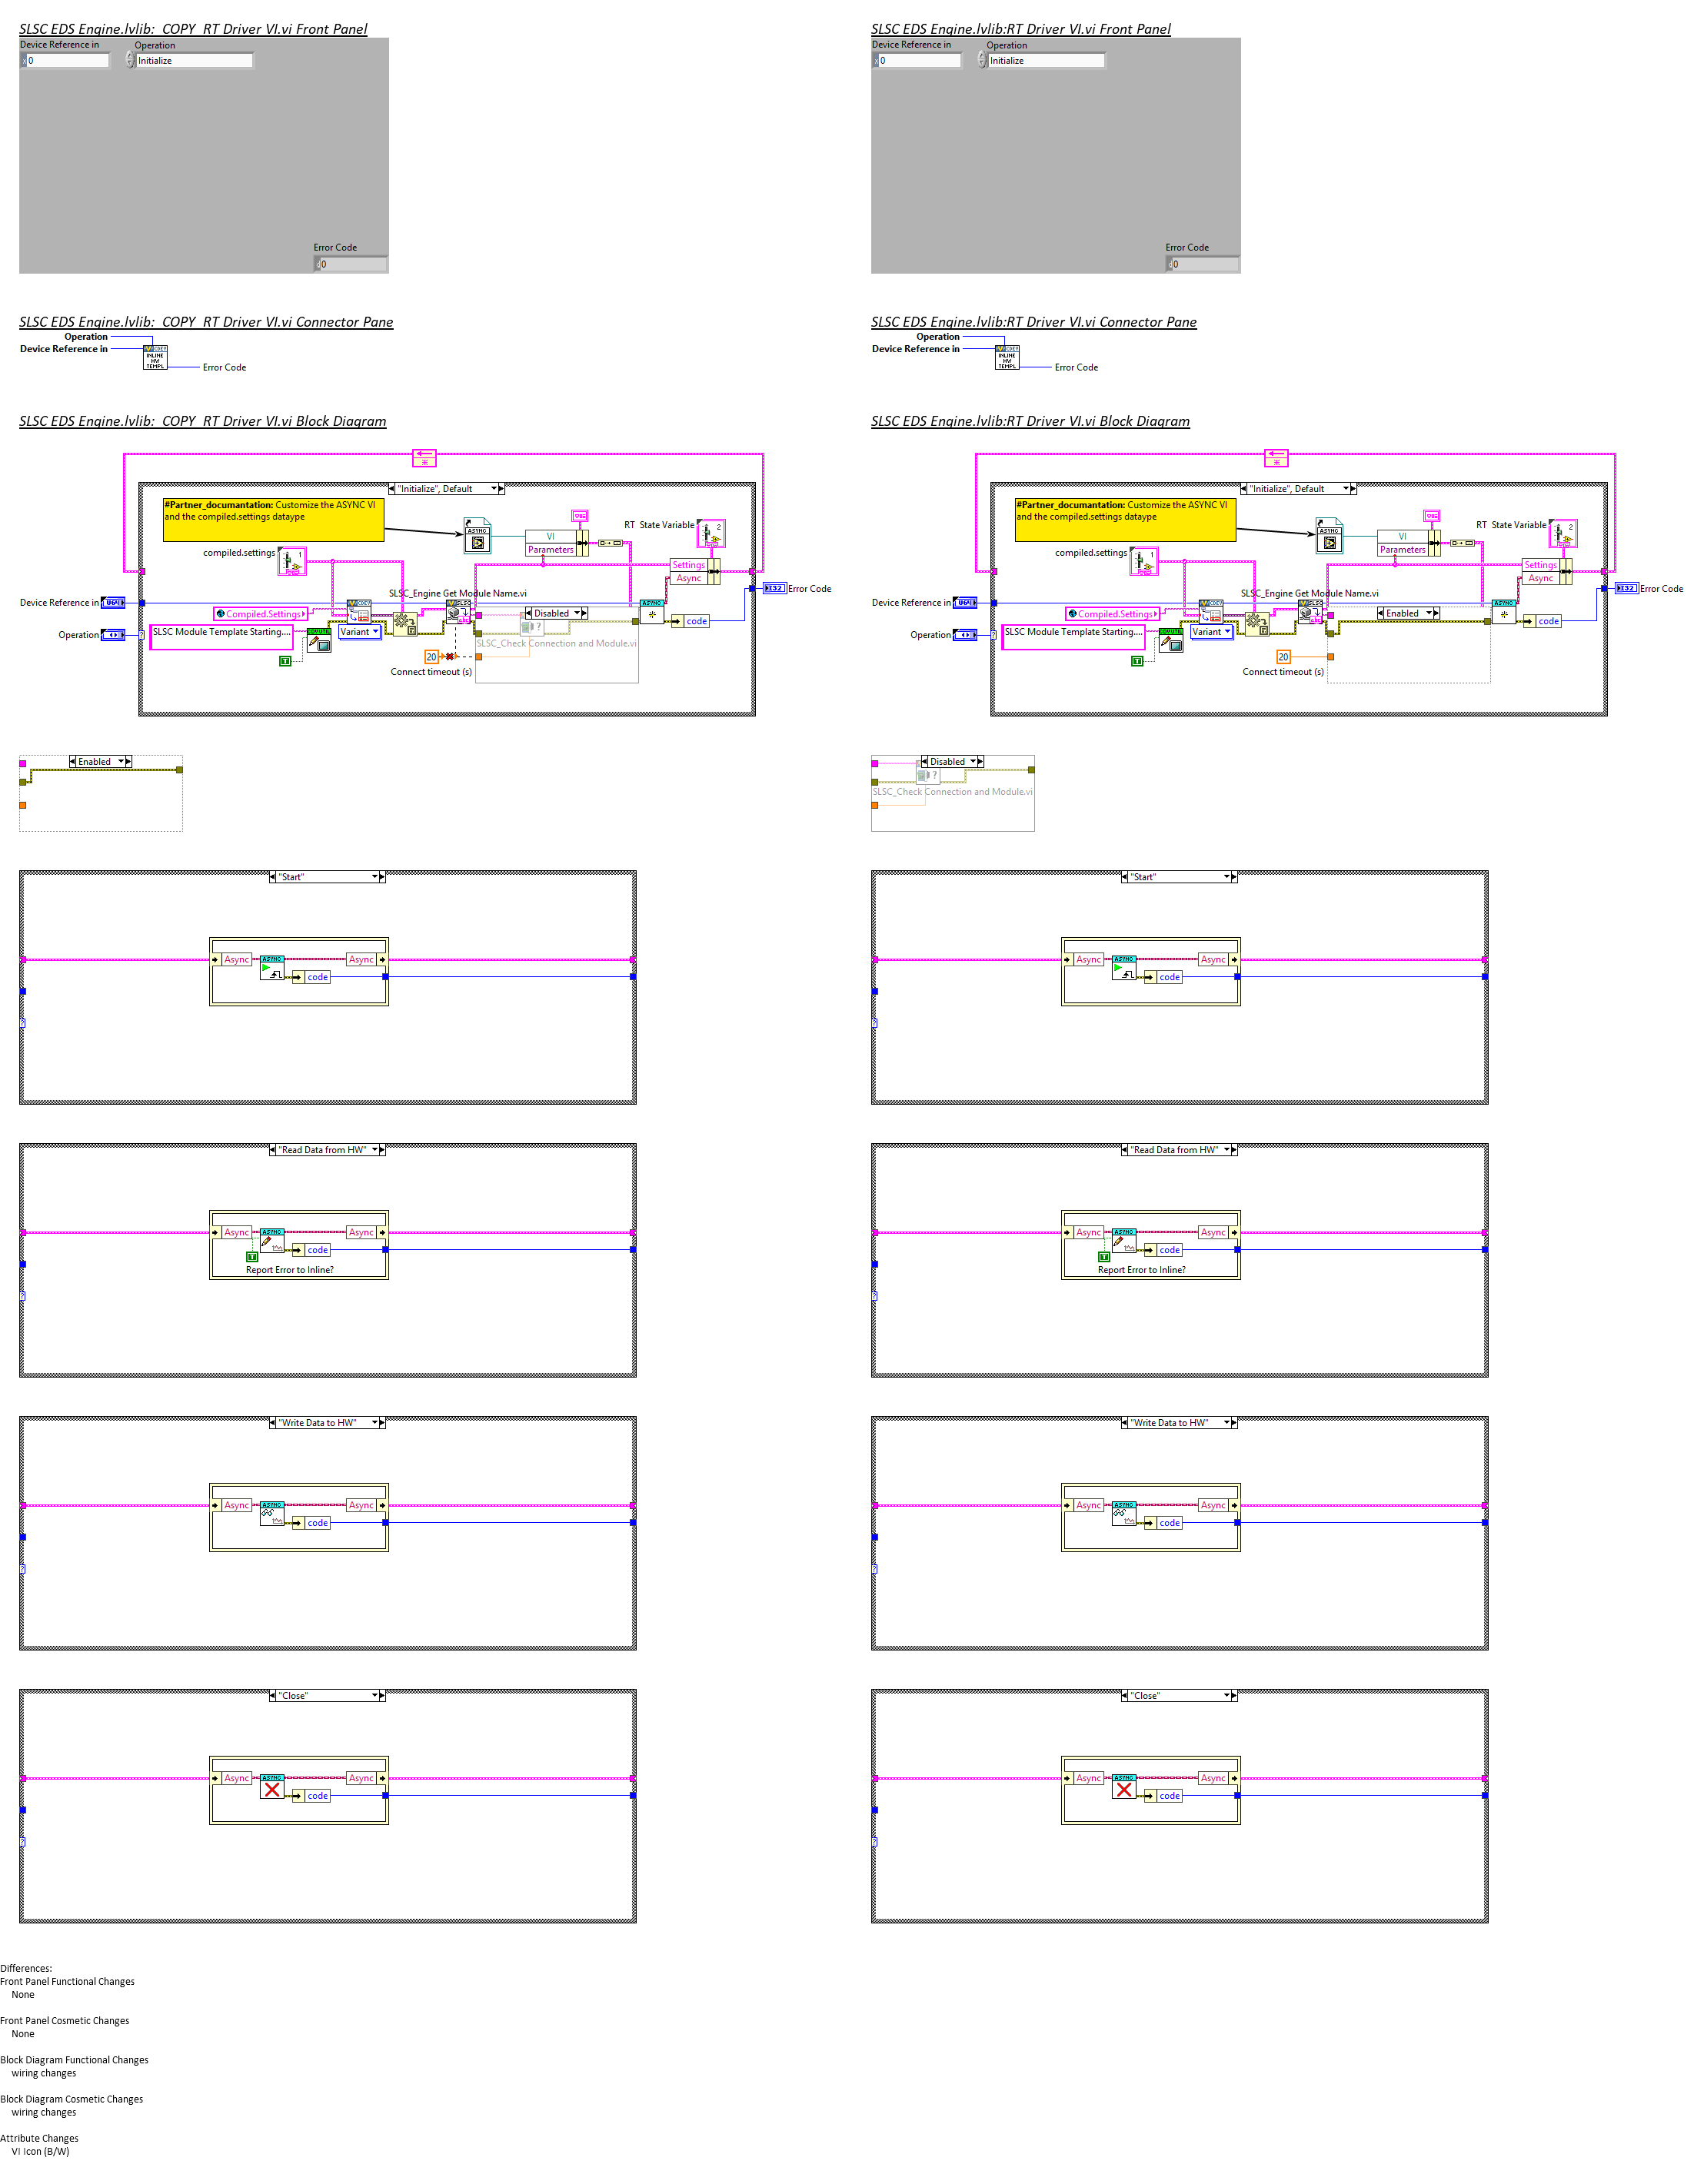 SLSC EDS Engine.lvlib:  COPY  RT Driver VI.vi Front Panel
Device Reference in
Operation
0
Initialize
Error Code
0
SLSC EDS Engine.lvlib:  COPY  RT Driver VI.vi Connector Pane
Operation
Device Reference in
INLINE
HW
TEMPL
Error Code
SLSC EDS Engine.lvlib:  COPY  RT Driver VI.vi Block Diagram
"Initialize", Default
#Partner_documantation: Customize the ASYNC VI
and the compiled.settings dataype
ASYNC
VI
Parameters
RT  State Variable
2
compiled.settings
1
Settings
Async
SLSC_Engine Get Module Name.vi
Device Reference in
U64
Error Code
I32
Compiled.Settings
Disabled
ASYNC
code
Operation
SLSC Module Template Starting....
Variant
SLSC_Check Connection and Module.vi
T
20
Connect timeout (s)
Enabled
"Start"
Async
ASYNC
Async
code
"Read Data from HW"
Async
ASYNC
Async
code
T
Report Error to Inline?
"Write Data to HW"
Async
ASYNC
Async
code
"Close"
Async
ASYNC
Async
code
SLSC EDS Engine.lvlib:RT Driver VI.vi Front Panel
Device Reference in
Operation
0
Initialize
Error Code
0
SLSC EDS Engine.lvlib:RT Driver VI.vi Connector Pane
Operation
Device Reference in
INLINE
HW
TEMPL
Error Code
SLSC EDS Engine.lvlib:RT Driver VI.vi Block Diagram
"Initialize", Default
#Partner_documantation: Customize the ASYNC VI
and the compiled.settings dataype
ASYNC
VI
Parameters
RT  State Variable
2
compiled.settings
1
Settings
Async
SLSC_Engine Get Module Name.vi
Device Reference in
U64
Error Code
I32
Compiled.Settings
Enabled
ASYNC
code
Operation
SLSC Module Template Starting....
Variant
T
20
Connect timeout (s)
Disabled
SLSC_Check Connection and Module.vi
"Start"
Async
ASYNC
Async
code
"Read Data from HW"
Async
ASYNC
Async
code
T
Report Error to Inline?
"Write Data to HW"
Async
ASYNC
Async
code
"Close"
Async
ASYNC
Async
code
Differences:
Front Panel Functional Changes
None
Front Panel Cosmetic Changes
None
Block Diagram Functional Changes
wiring changes
Block Diagram Cosmetic Changes
wiring changes
Attribute Changes
VI Icon (B/W)